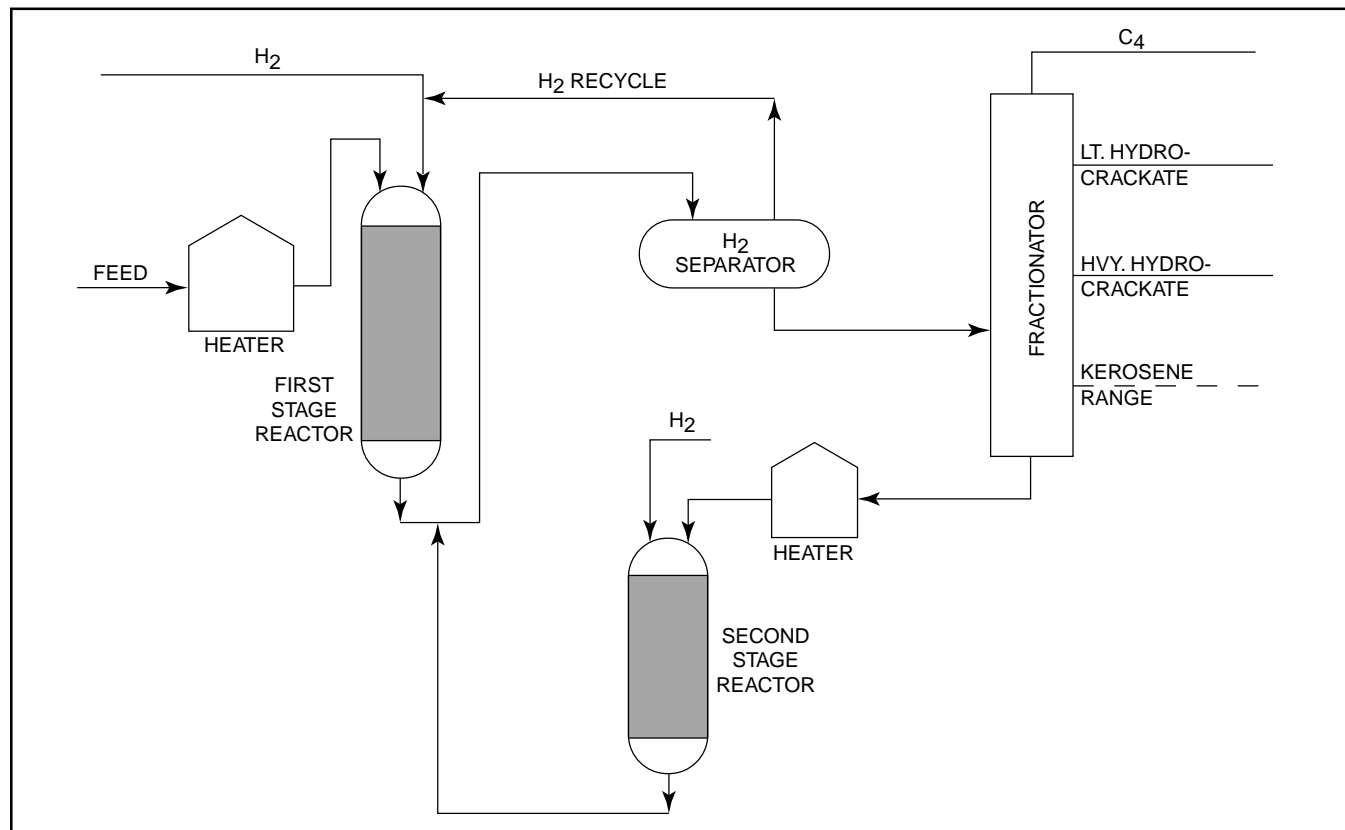 C4
H2
H2 RECYCLE
LT. HYDRO-
CRACKATE
FRACTIONATOR
H2
SEPARATOR
FEED
HVY. HYDRO-
CRACKATE
HEATER
KEROSENE
RANGE
FIRST
STAGE
REACTOR
H2
HEATER
SECOND
STAGE
REACTOR